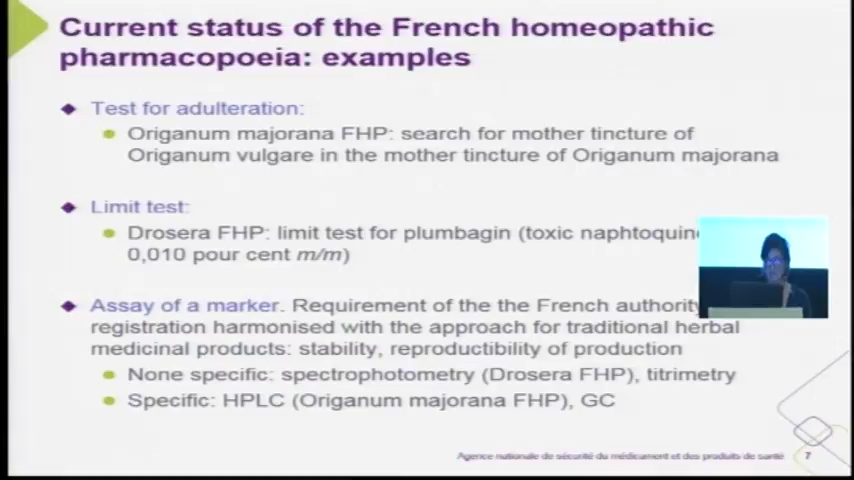 Current status of the French homeopathic
pharmacopoeia: examples
Test for adulteration:
Origanum majorana FHP: search for mother tincture of
Origanum vulgare in the mother tincture of Origanum majorana
Limit test:
Drosera FHP: limit test for plumbagin (toxic
0,010 pour cent m/m)
Assay of a marker. Requirement of the the French authority
registration harmonised with the approach for traditional herbal
medicinal products: stability, reproductibility of production
None specific: spectrophotometry (Drosera FHP), titrimetry
Specific: HPLC (Origanum majorana FHP), GC
Agence nationale de sécurité du médicament et des produits de santé 7